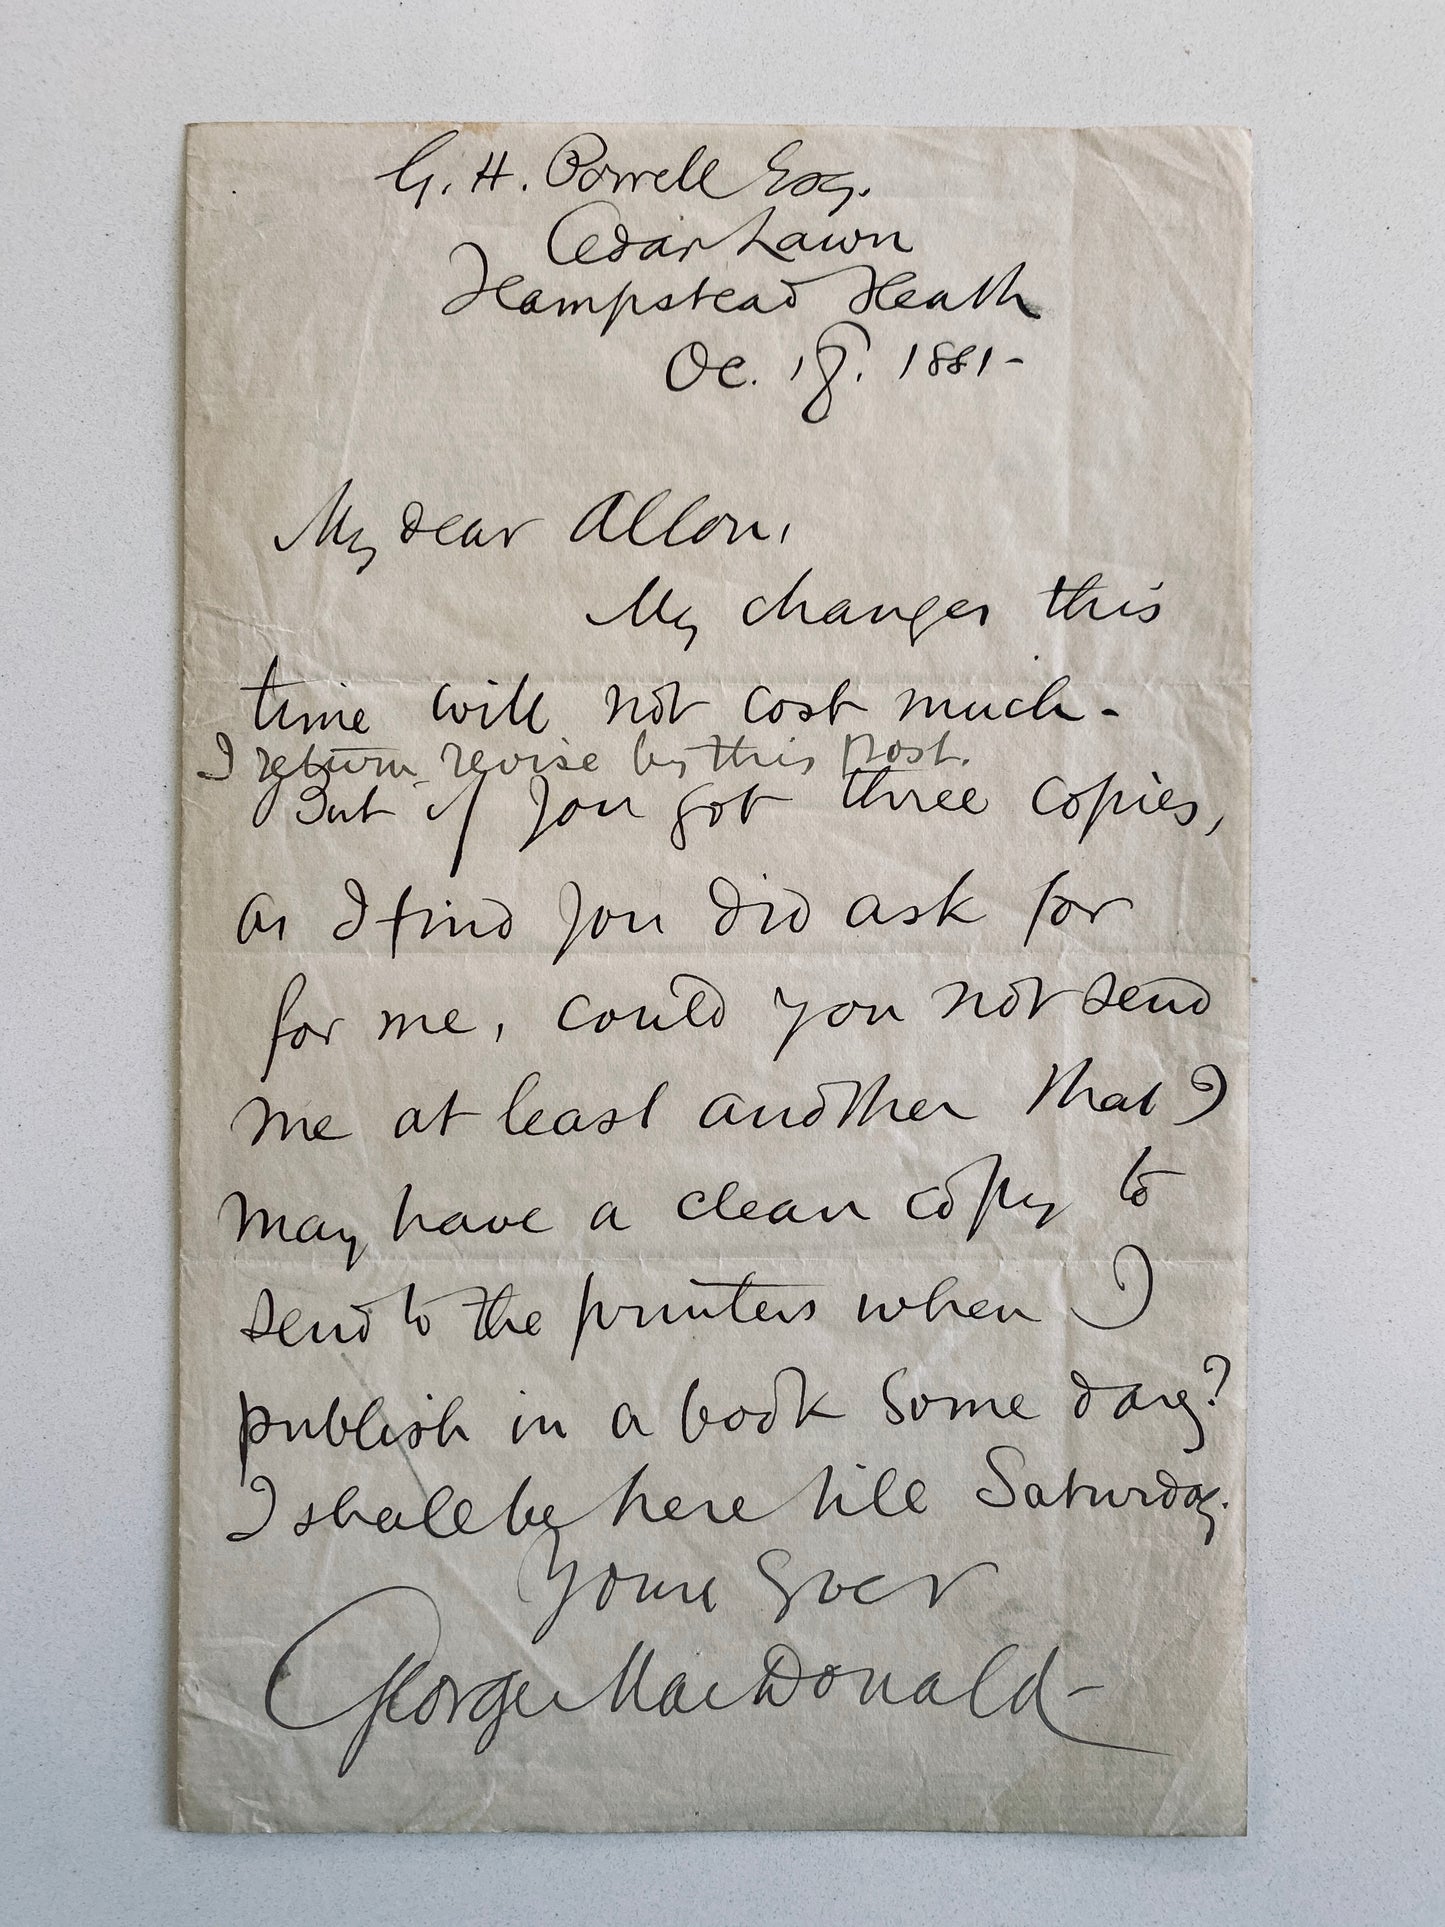 G. H. Powell Esq.
Cedar Lawn
Hampstead Heath
Oc. 18. 1881-
My dear Allon,
My changes this
time will not cost much-
I return revise by this post.
But if you got three copies,
as I find you did ask for
for me, could you not send
me at least another that I
may have a clean copy to
send to the printers when I
publish in a book some day?
I shall be here till Saturday.
Yours ever
George MacDonald-